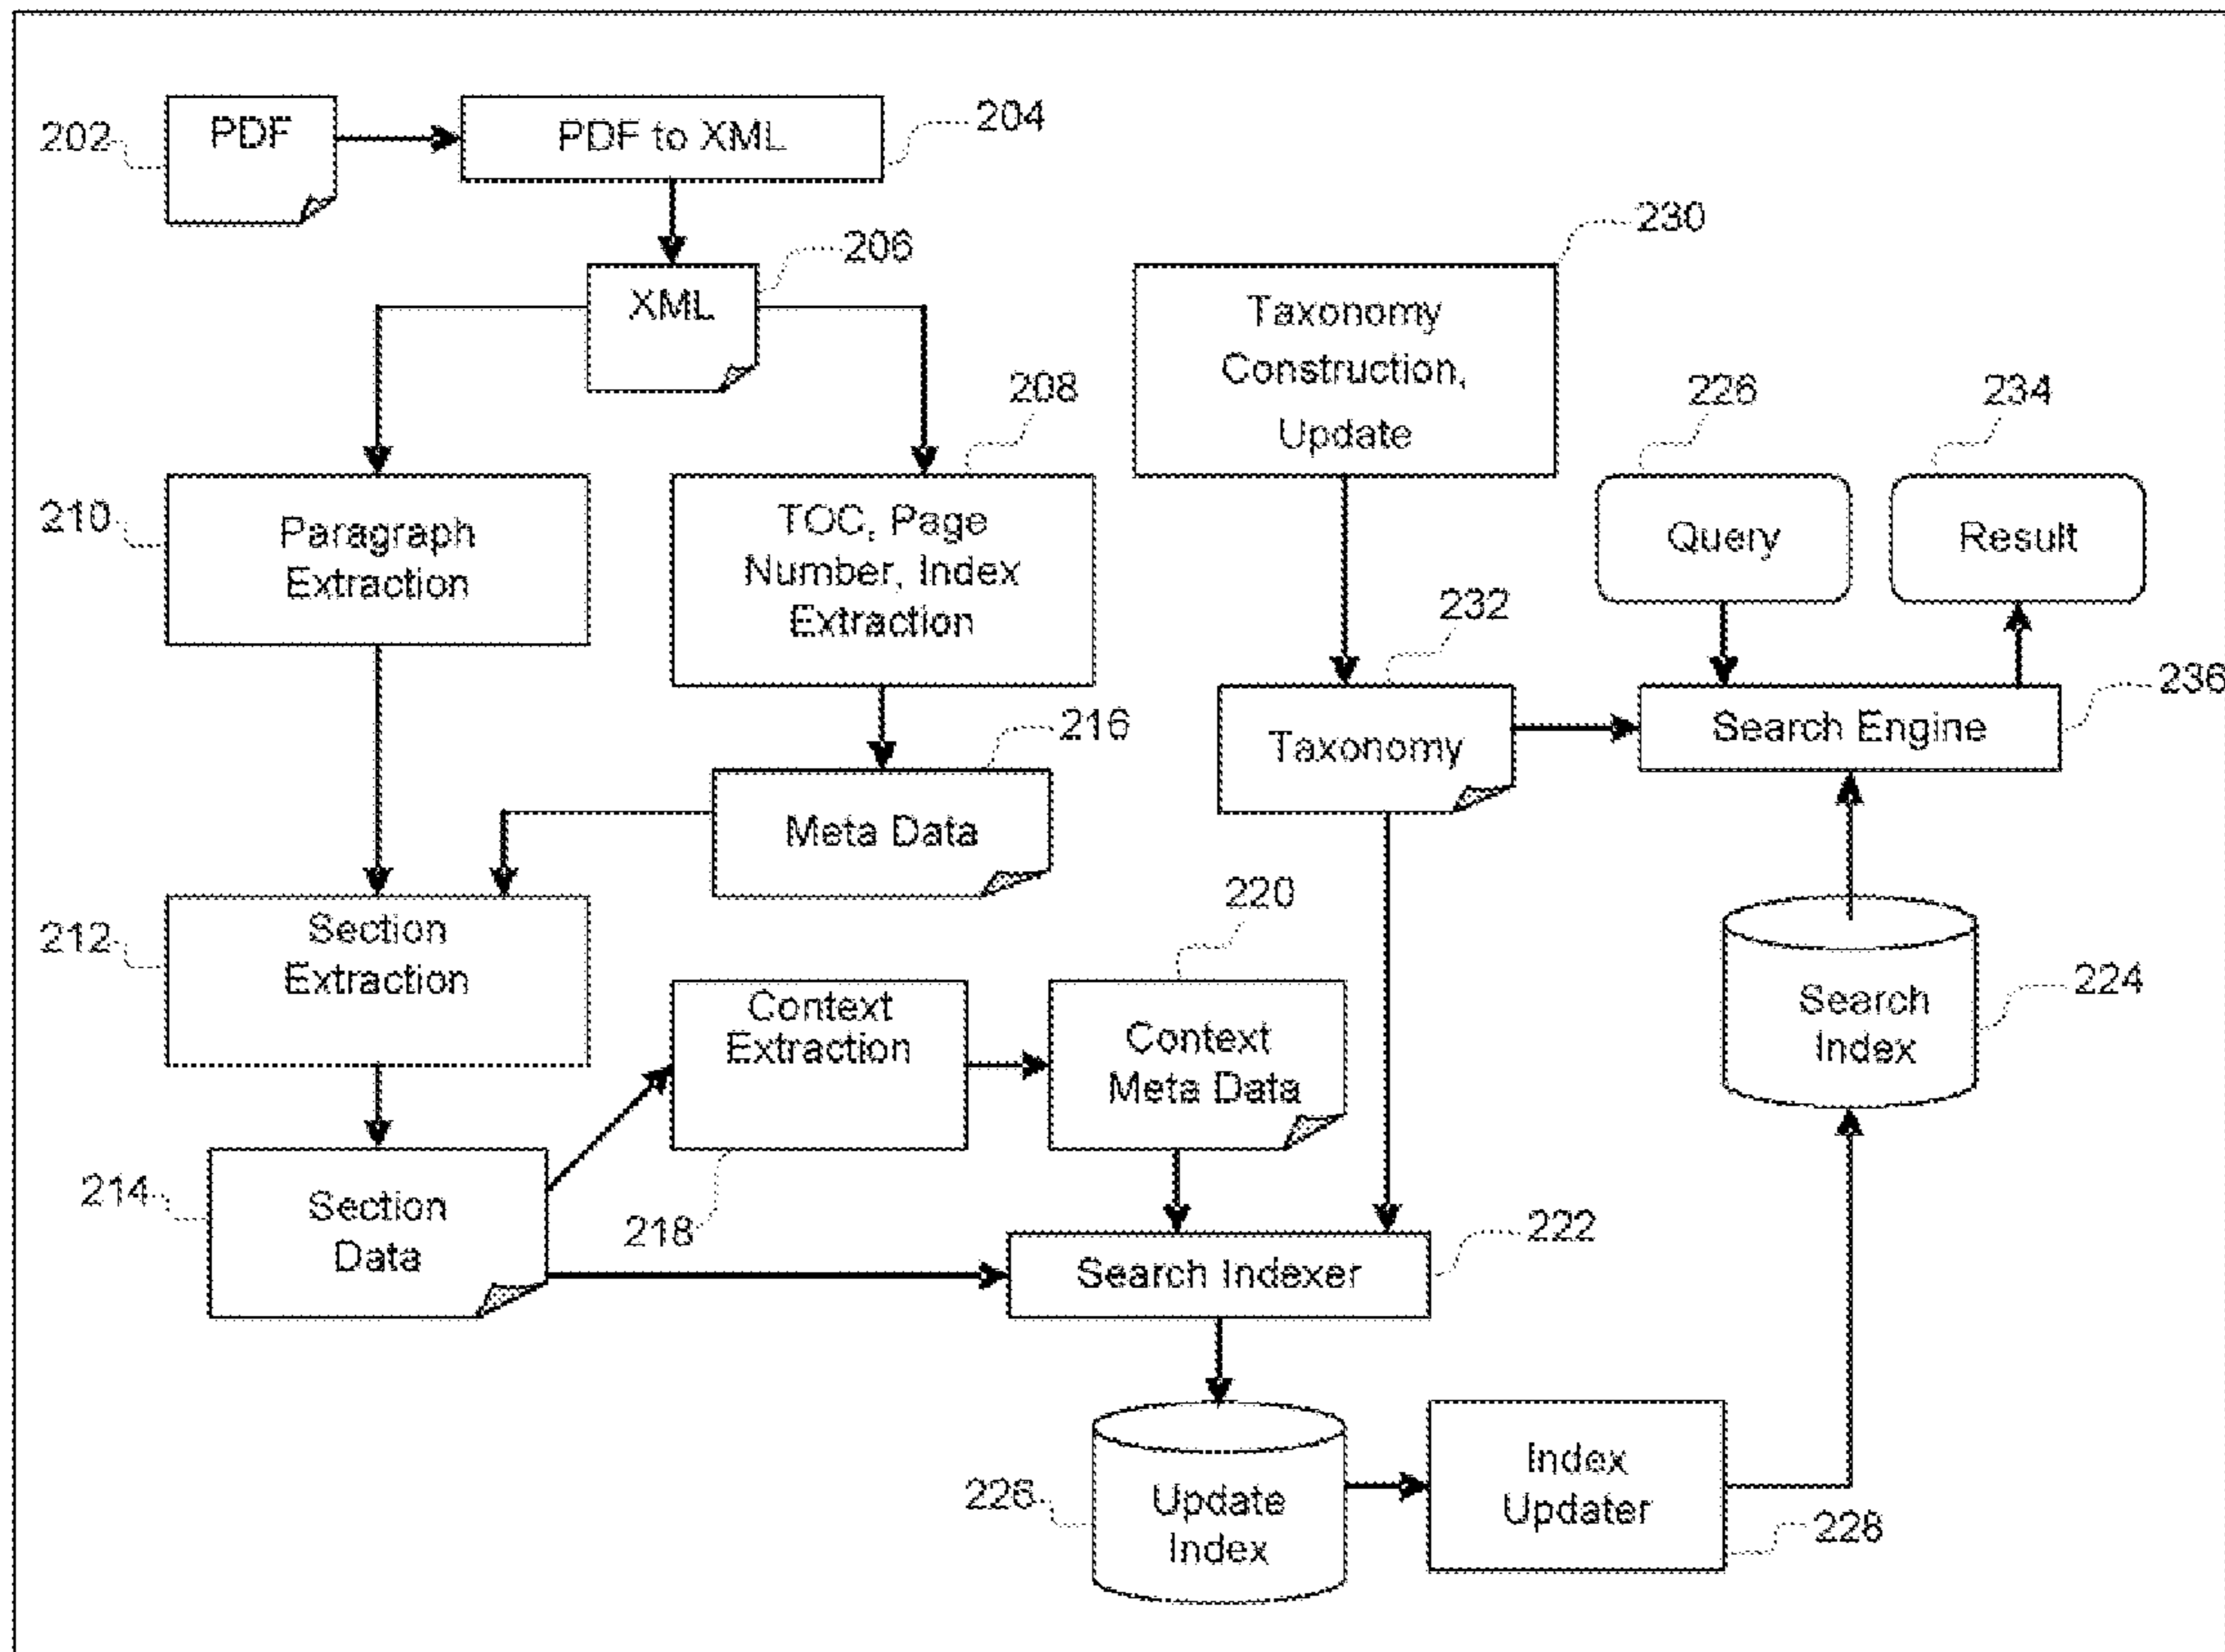 202
PDF
PDF to XML
204
XML
206
230
Taxonomy
Construction,
Update
208
226
234
210
Paragraph
Extraction
TOC, Page
Number, Index
Extraction
Query
Result
232
216
Taxonomy
Search Engine
236
Meta Data
212
Section
Extraction
220
Context
Extraction
Context
Meta Data
Search
Index
224
214
Section
Data
218
Search Indexer
222
226
Update
Index
Index
Updater
228